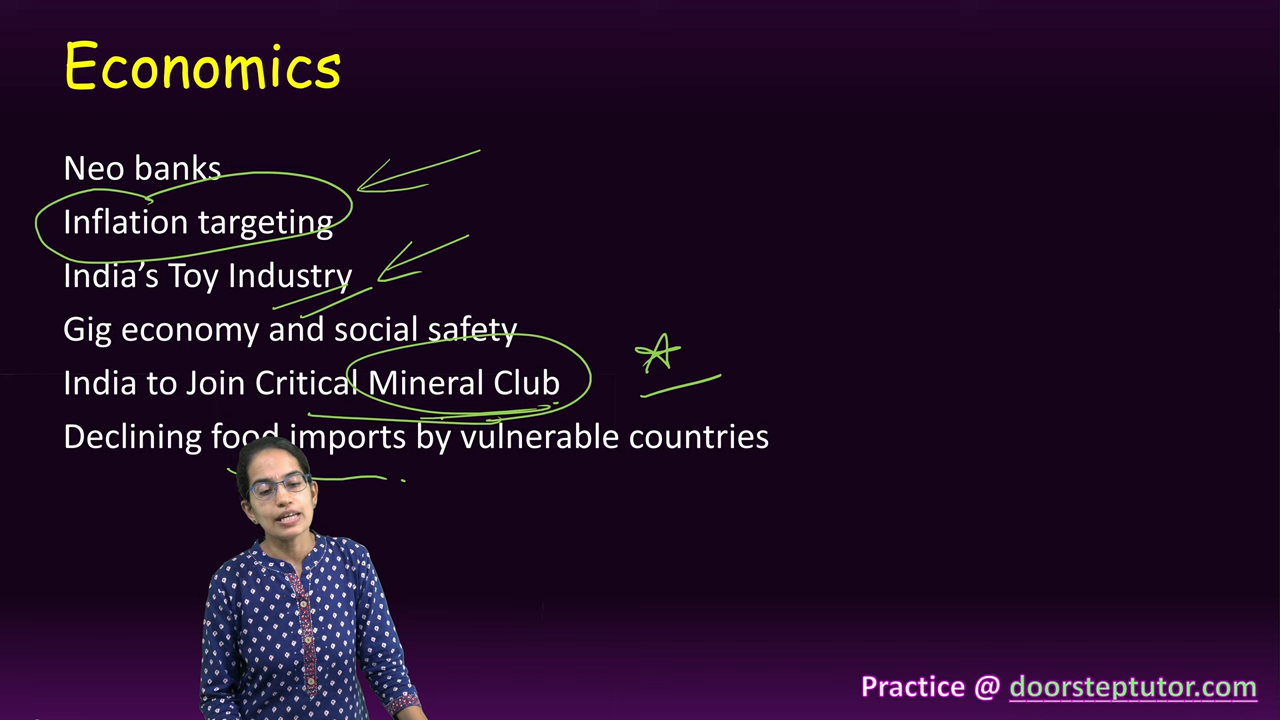 Economics
Neo banks
Inflation targeting
India's Toy Industry
Gig economy and social safety
India to Join Critical Mineral Club
Declining food imports by vulnerable countries
Practice @ doorsteptutor.com